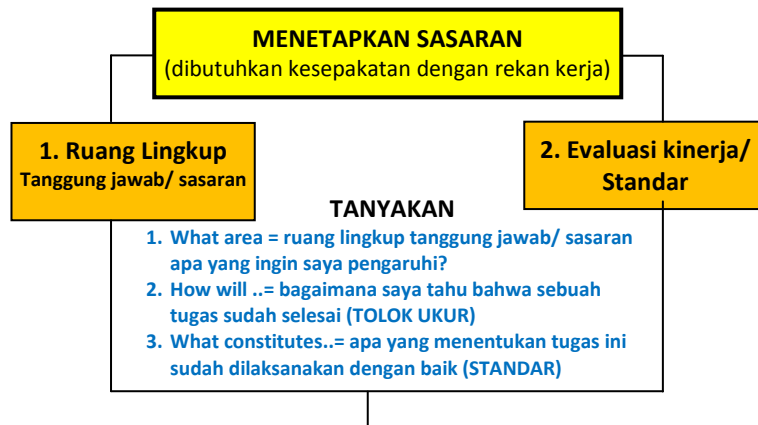 MENETAPKAN SASARAN
(dibutuhkan kesepakatan dengan rekan kerja)
1. Ruang Lingkup
Tanggung jawab/ sasaran
2. Evaluasi kinerja/
Standar
TANYAKAN
1. What area = ruang lingkup tanggung jawab/ sasaran
apa yang ingin saya pengaruhi?
2. How will ..= bagaimana saya tahu bahwa sebuah
tugas sudah selesai (TOLOK UKUR)
3. What constitutes..= apa yang menentukan tugas ini
sudah dilaksanakan dengan baik (STANDAR)